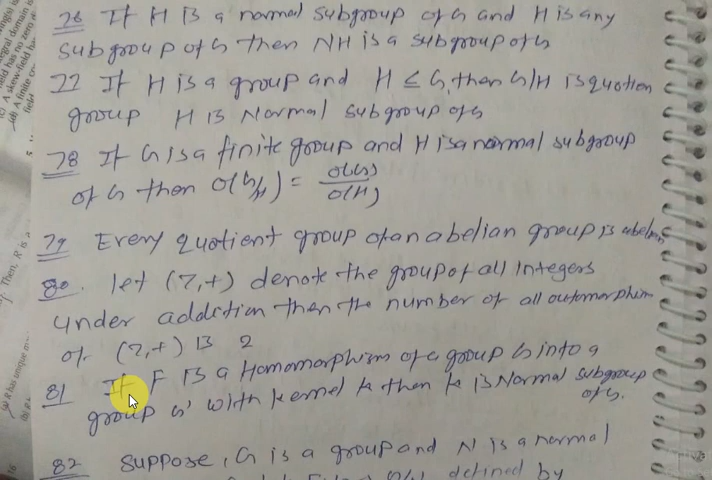 76 If H is a normal subgroup of G and H is any
subgroup of G then NH is a subgroup of G
77 If H is a group and H ≤ G, then G/H is quotion
group H is Normal subgroup of G
78 If G is a finite group and H is a normal subgroup
of G then O(G/H) = O(G)/O(H)
79 Every quotient group of an abelian group is abelian
80. let (Z,+) denote the group of all Integers
under addition then the number of all automorphism
of (Z,+) is 2
81 If F is a Homomorphism of a group G into a
group G' with kernel k then k is Normal subgroup
of G.
82 Suppose, G is a group and N is a normal
defined by